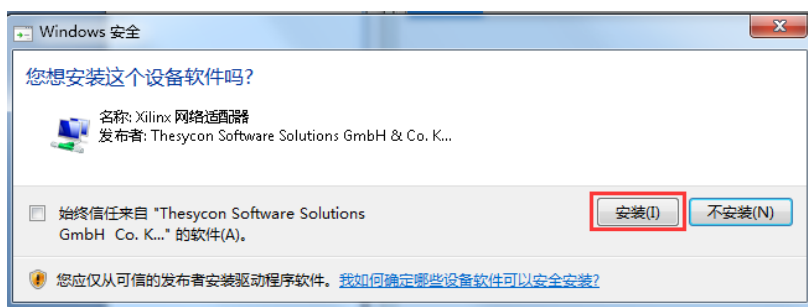 Windows 安全
您想安装这个设备软件吗?
名称: Xilinx 网络适配器
发布者: Thesycon Software Solutions GmbH & Co. K...
始终信任来自 "Thesycon Software Solutions
GmbH Co. K..." 的软件(A)。
安装(I)
不安装(N)
您应仅从可信的发布者安装驱动程序软件。我如何确定哪些设备软件可以安全安装?